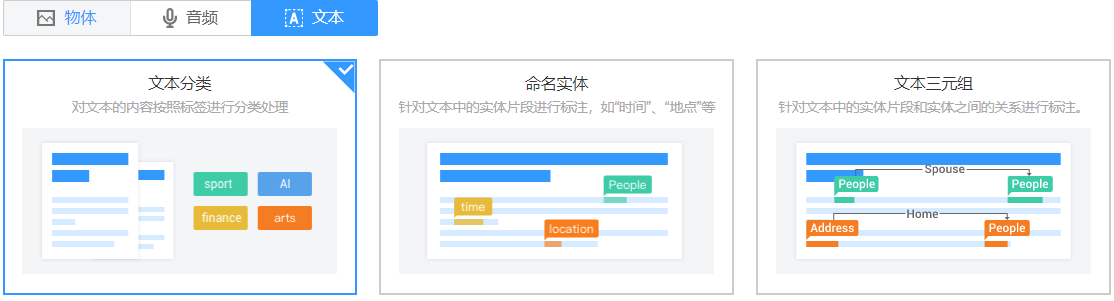 物体
音频
文本
文本分类
对文本的内容按照标签进行分类处理
sport
AI
finance
arts
命名实体
针对文本中的实体片段进行标注，如“时间”、“地点”等
People
time
location
文本三元组
针对文本中的实体片段和实体之间的关系进行标注。
Spouse
People
People
Home
Address
People